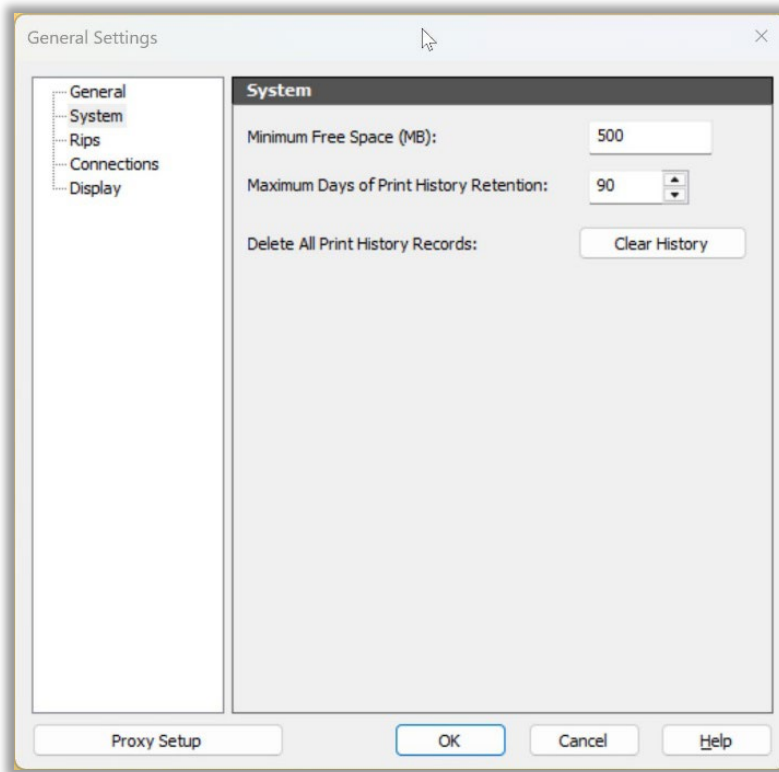 General Settings
General
System
Rips
Connections
Display
System
Minimum Free Space (MB): 500
Maximum Days of Print History Retention: 90
Delete All Print History Records: Clear History
Proxy Setup OK Cancel Help